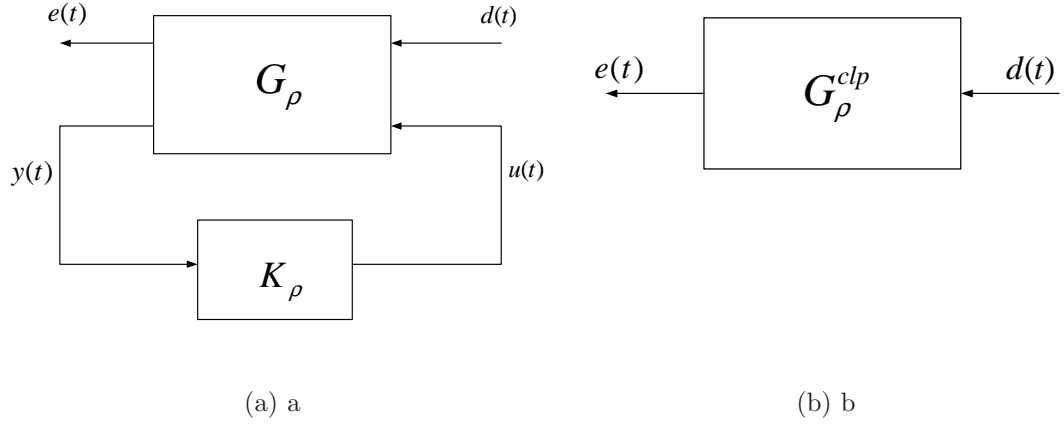 e(t)
d(t)
G_ρ
y(t)
u(t)
K_ρ
(a) a
e(t)
d(t)
G_ρ^{clp}
(b) b